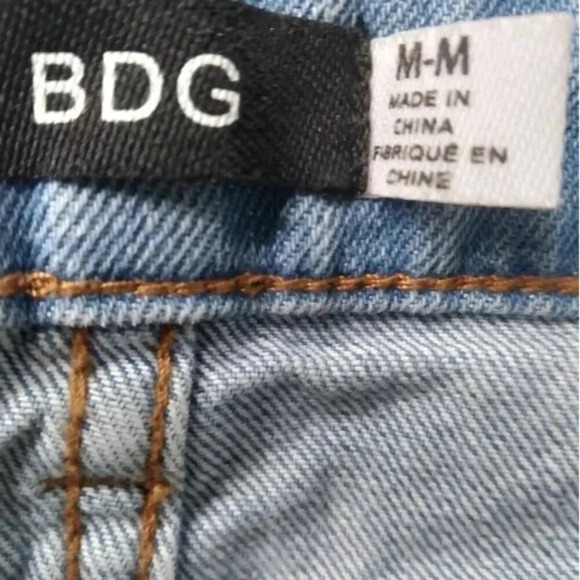 BDG
M-M
MADE IN
CHINA
FABRIQUÉ EN
CHINE